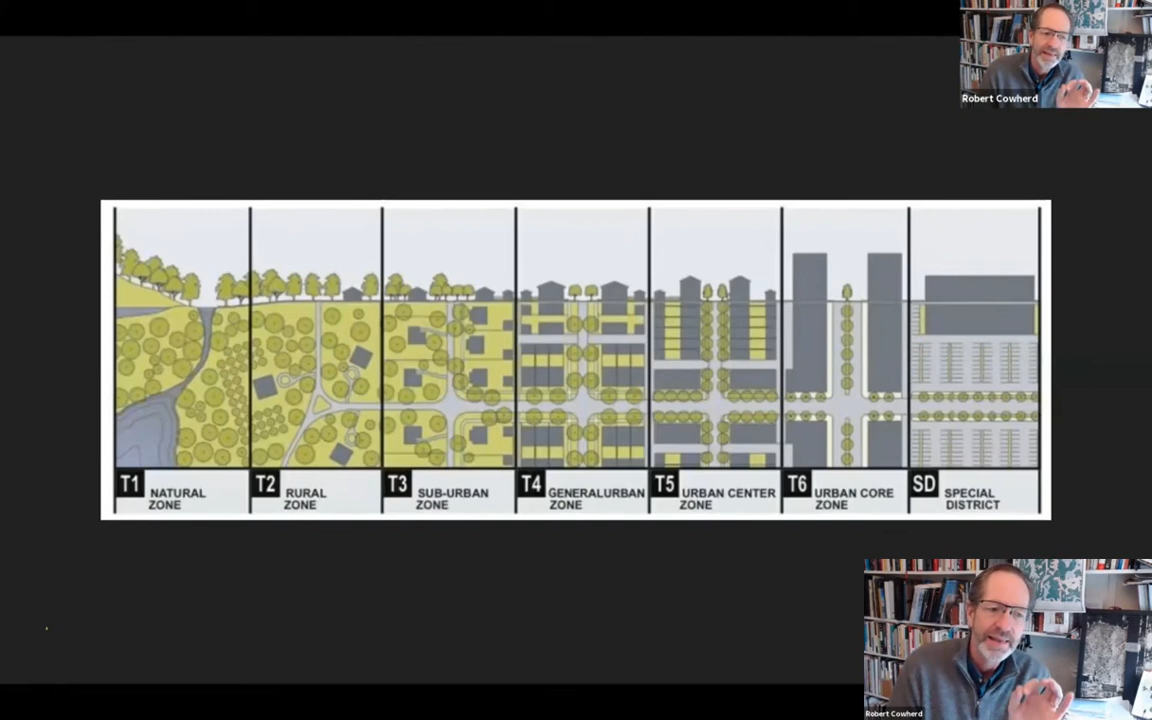 Robert Cowherd
T1 NATURAL
ZONE
T2 RURAL
ZONE
T3 SUB-URBAN
ZONE
T4 GENERALURBAN
ZONE
T5 URBAN CENTER
ZONE
T6 URBAN CORE
ZONE
SD SPECIAL
DISTRICT
Robert Cowherd